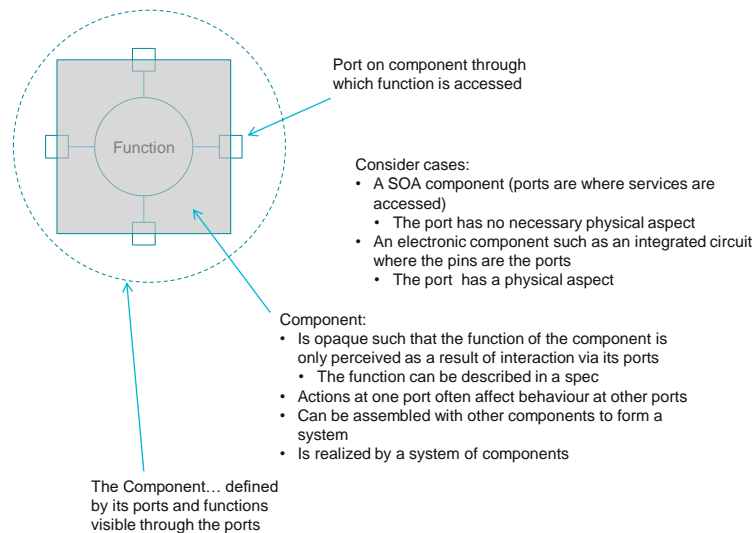 Port on component through
which function is accessed
Function
Consider cases:
• A SOA component (ports are where services are
accessed)
• The port has no necessary physical aspect
• An electronic component such as an integrated circuit
where the pins are the ports
• The port  has a physical aspect
Component:
• Is opaque such that the function of the component is
only perceived as a result of interaction via its ports
• The function can be described in a spec
• Actions at one port often affect behaviour at other ports
• Can be assembled with other components to form a
system
• Is realized by a system of components
The Component… defined
by its ports and functions
visible through the ports